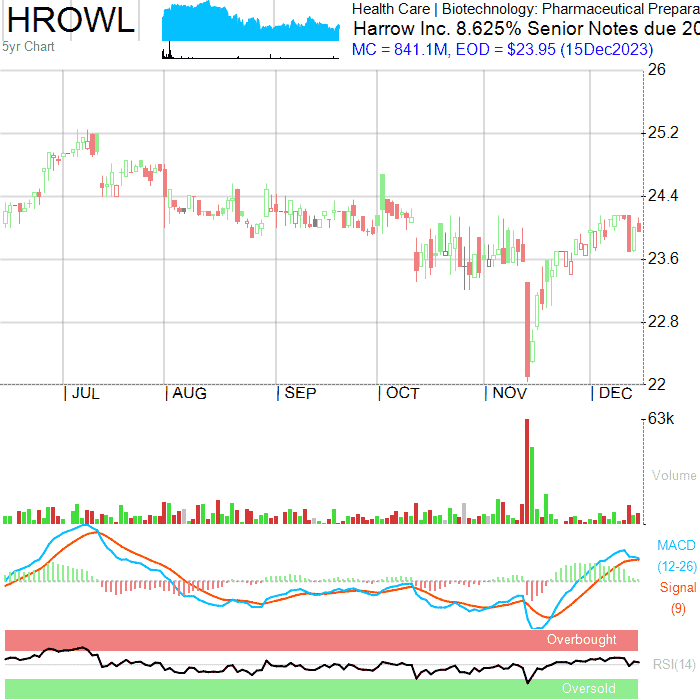 HROWL
5yr Chart
Health Care | Biotechnology: Pharmaceutical Prepara
Harrow Inc. 8.625% Senior Notes due 20
MC = 841.1M, EOD = $23.95 (15Dec2023)
26
25.2
24.4
23.6
22.8
22
| JUL | AUG | SEP | OCT | NOV | DEC
63k
Volume
MACD
(12-26)
Signal
(9)
Overbought
RSI(14)
Oversold